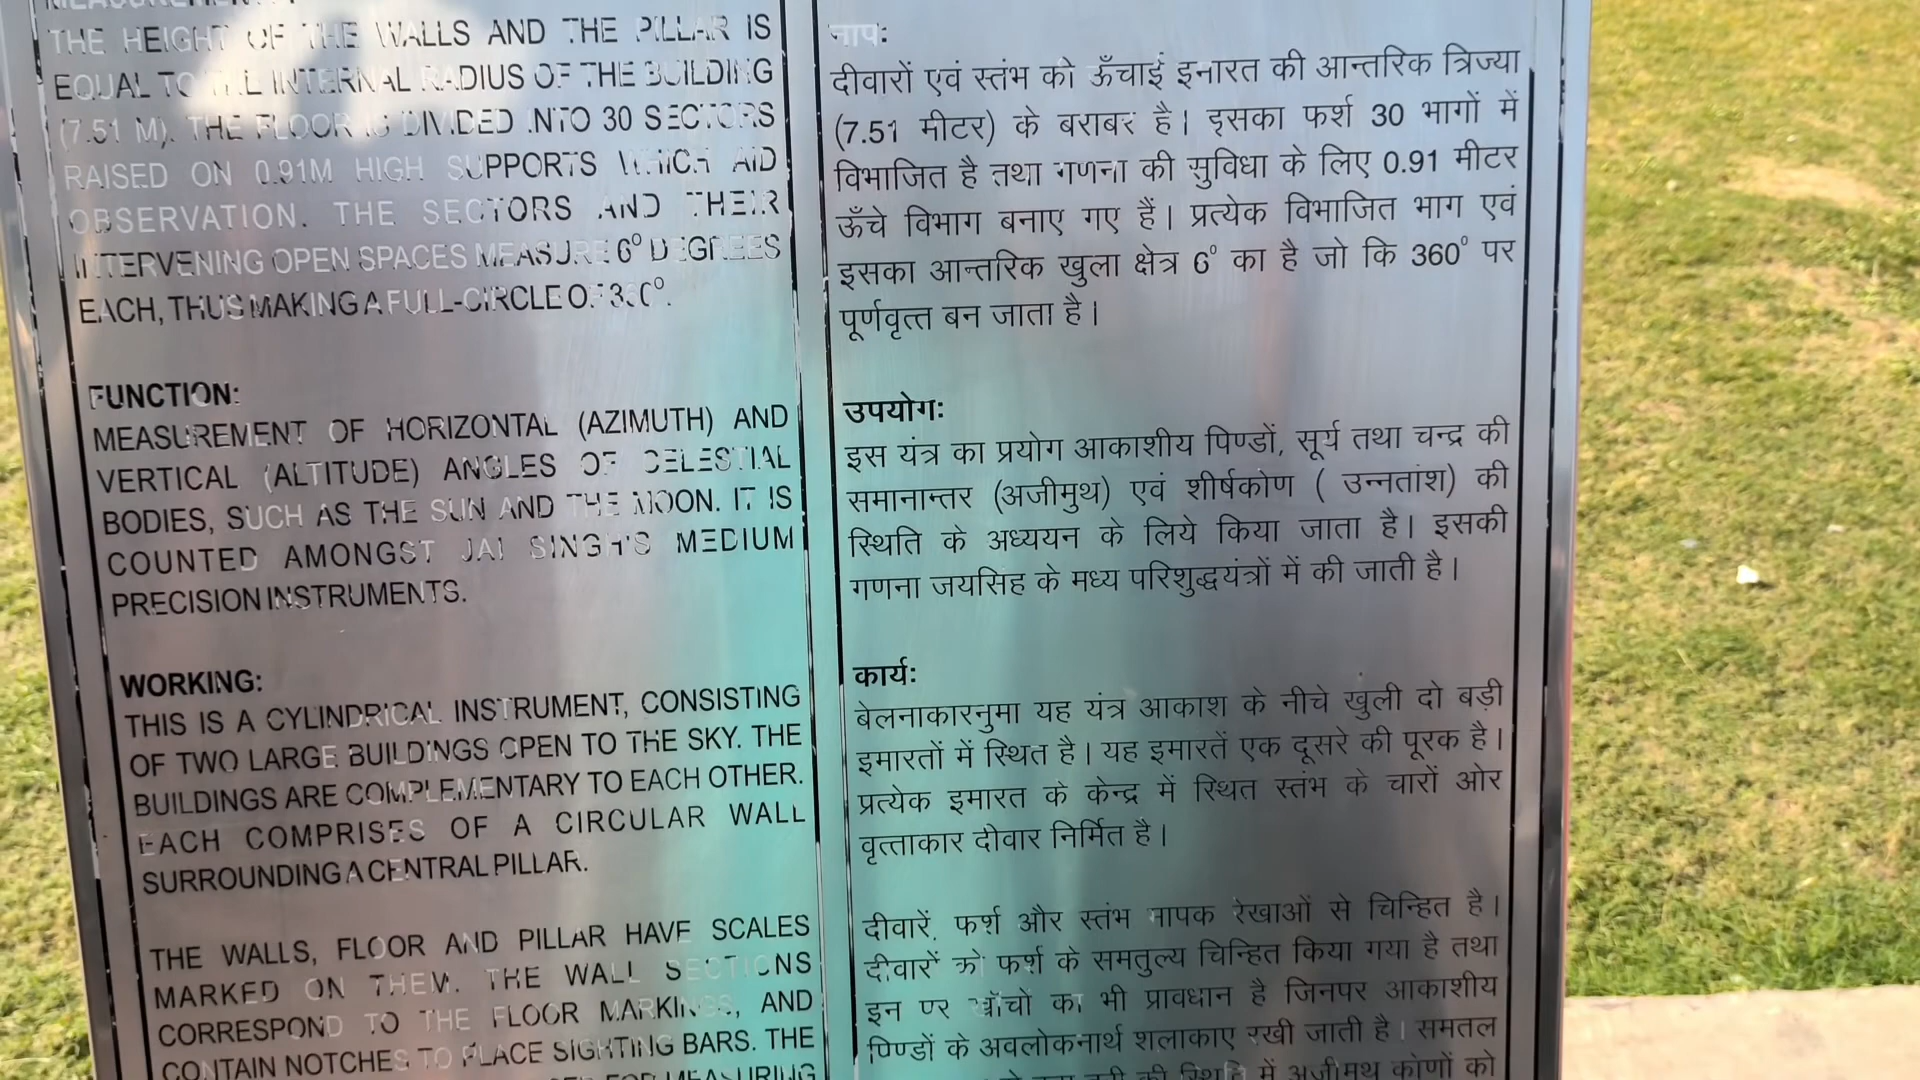 MEASUREMENT:
THE HEIGHT OF THE WALLS AND THE PILLAR IS
EQUAL TO THE INTERNAL RADIUS OF THE BUILDING
(7.51 M). THE FLOOR IS DIVIDED INTO 30 SECTORS
RAISED ON 0.91M HIGH SUPPORTS WHICH AID
OBSERVATION. THE SECTORS AND THEIR
INTERVENING OPEN SPACES MEASURE 6° DEGREES
EACH, THUS MAKING A FULL-CIRCLE OF 360°.
FUNCTION:
MEASUREMENT OF HORIZONTAL (AZIMUTH) AND
VERTICAL (ALTITUDE) ANGLES OF CELESTIAL
BODIES, SUCH AS THE SUN AND THE MOON. IT IS
COUNTED AMONGST JAI SINGH'S MEDIUM
PRECISION INSTRUMENTS.
WORKING:
THIS IS A CYLINDRICAL INSTRUMENT, CONSISTING
OF TWO LARGE BUILDINGS OPEN TO THE SKY. THE
BUILDINGS ARE COMPLEMENTARY TO EACH OTHER.
EACH COMPRISES OF A CIRCULAR WALL
SURROUNDING A CENTRAL PILLAR.
THE WALLS, FLOOR AND PILLAR HAVE SCALES
MARKED ON THEM. THE WALL SECTIONS
CORRESPOND TO THE FLOOR MARKINGS, AND
CONTAIN NOTCHES TO PLACE SIGHTING BARS. THE
FOR MEASURING
नाप:
दीवारों एवं स्तंभ को ऊँचाई इनारत की आन्तरिक त्रिज्या
(7.51 मीटर) के बराबर है। इसका फर्श 30 भागों में
विभाजित है तथा गणना की सुविधा के लिए 0.91 मीटर
ऊँचे विभाग बनाए गए हैं। प्रत्येक विभाजित भाग एवं
इसका आन्तरिक खुला क्षेत्र 6° का है जो कि 360° पर
पूर्णवृत्त बन जाता है।
उपयोग:
इस यंत्र का प्रयोग आकाशीय पिण्डों, सूर्य तथा चन्द्र की
समानान्तर (अजीमुथ) एवं शीर्षकोण ( उन्नतांश) की
स्थिति के अध्ययन के लिये किया जाता है। इसकी
गणना जयसिह के मध्य परिशुद्धयंत्रों में की जाती है।
कार्य:
बेलनाकारनुमा यह यंत्र आकाश के नीचे खुली दो बड़ी
इमारतों में स्थित है। यह इमारतें एक दूसरे की पूरक है।
प्रत्येक इमारत के केन्द्र में स्थित स्तंभ के चारों ओर
वृत्ताकार दीवार निर्मित है।
दीवारें, फर्श और स्तंभ मापक रेखाओं से चिन्हित है।
दीवारों को फर्श के समतुल्य चिन्हित किया गया है तथा
इन पर खाँचों का भी प्रावधान है जिनपर आकाशीय
पिण्डों के अवलोकनार्थ शलाकाए रखी जाती है। समतल
की स्थिति में अजीमुथ कोणों को